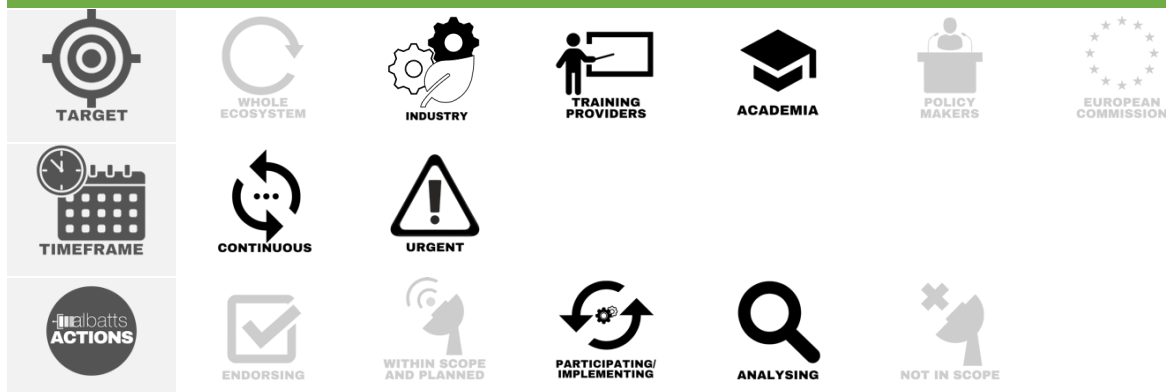 TARGET
WHOLE
ECOSYSTEM
INDUSTRY
TRAINING
PROVIDERS
ACADEMIA
POLICY
MAKERS
EUROPEAN
COMMISSION
TIMEFRAME
CONTINUOUS
URGENT
albatts
ACTIONS
ENDORSING
WITHIN SCOPE
AND PLANNED
PARTICIPATING/
IMPLEMENTING
ANALYSING
NOT IN SCOPE